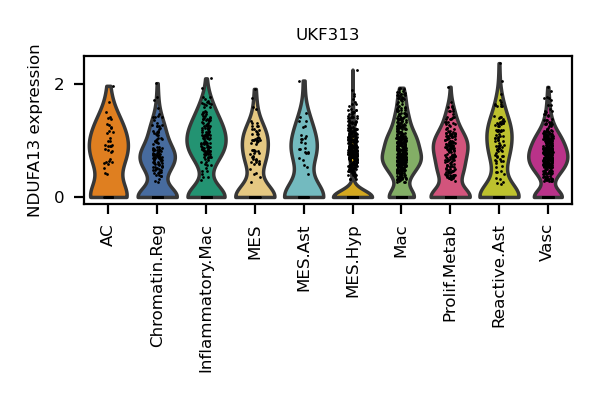 UKF313
NDUFA13 expression
2
0
AC
Chromatin.Reg
Inflammatory.Mac
MES
MES.Ast
MES.Hyp
Mac
Prolif.Metab
Reactive.Ast
Vasc